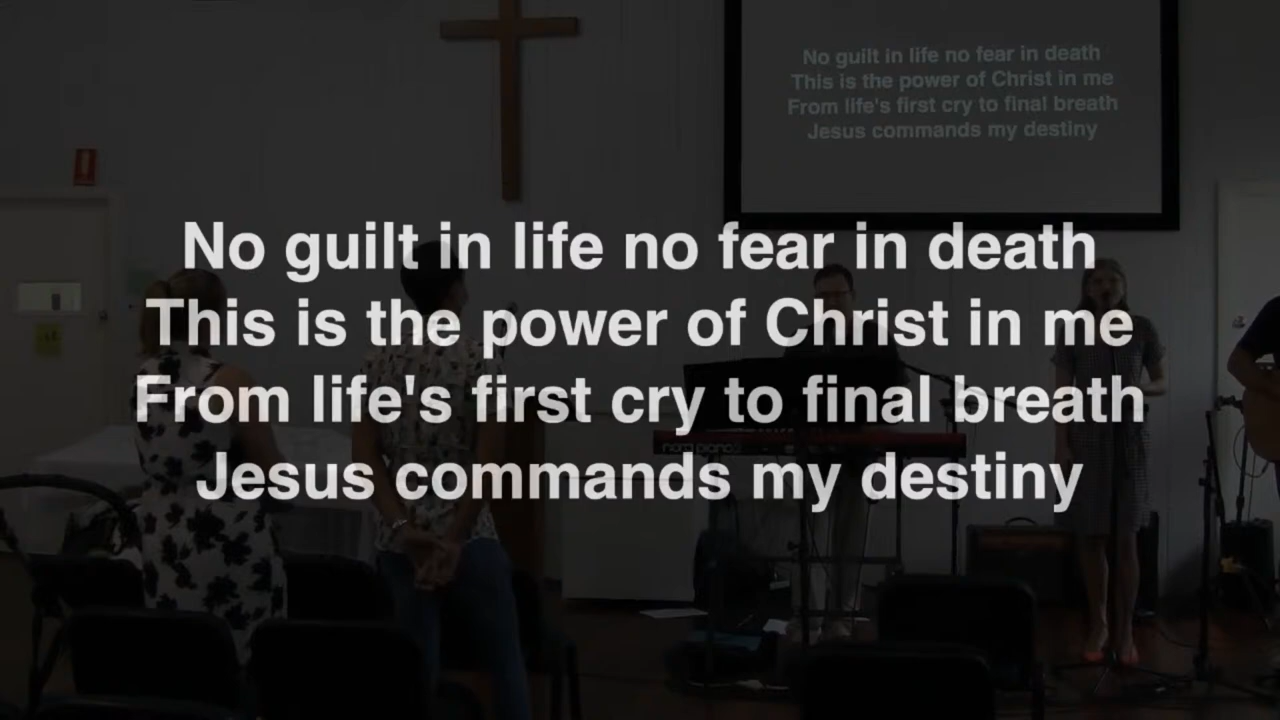 No guilt in life no fear in death
This is the power of Christ in me
From life's first cry to final breath
Jesus commands my destiny
No guilt in life no fear in death
This is the power of Christ in me
From life's first cry to final breath
Jesus commands my destiny
nord piano